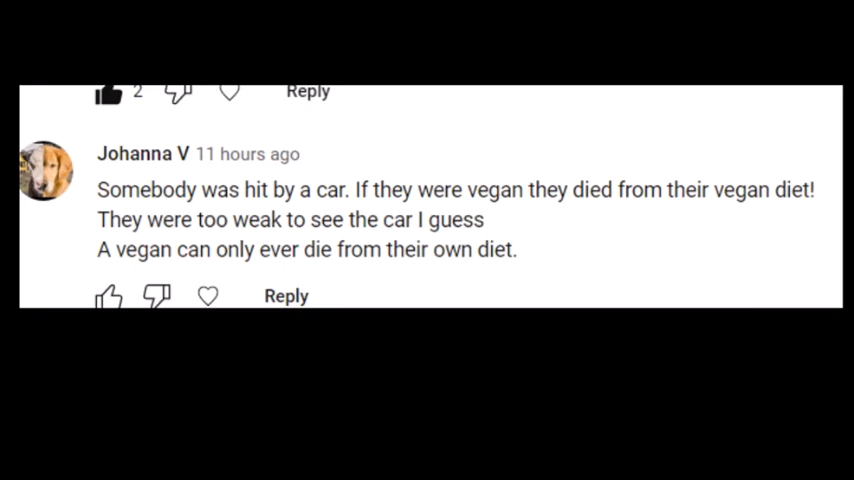 2 Reply
Johanna V 11 hours ago
Somebody was hit by a car. If they were vegan they died from their vegan diet!
They were too weak to see the car I guess
A vegan can only ever die from their own diet.
Reply